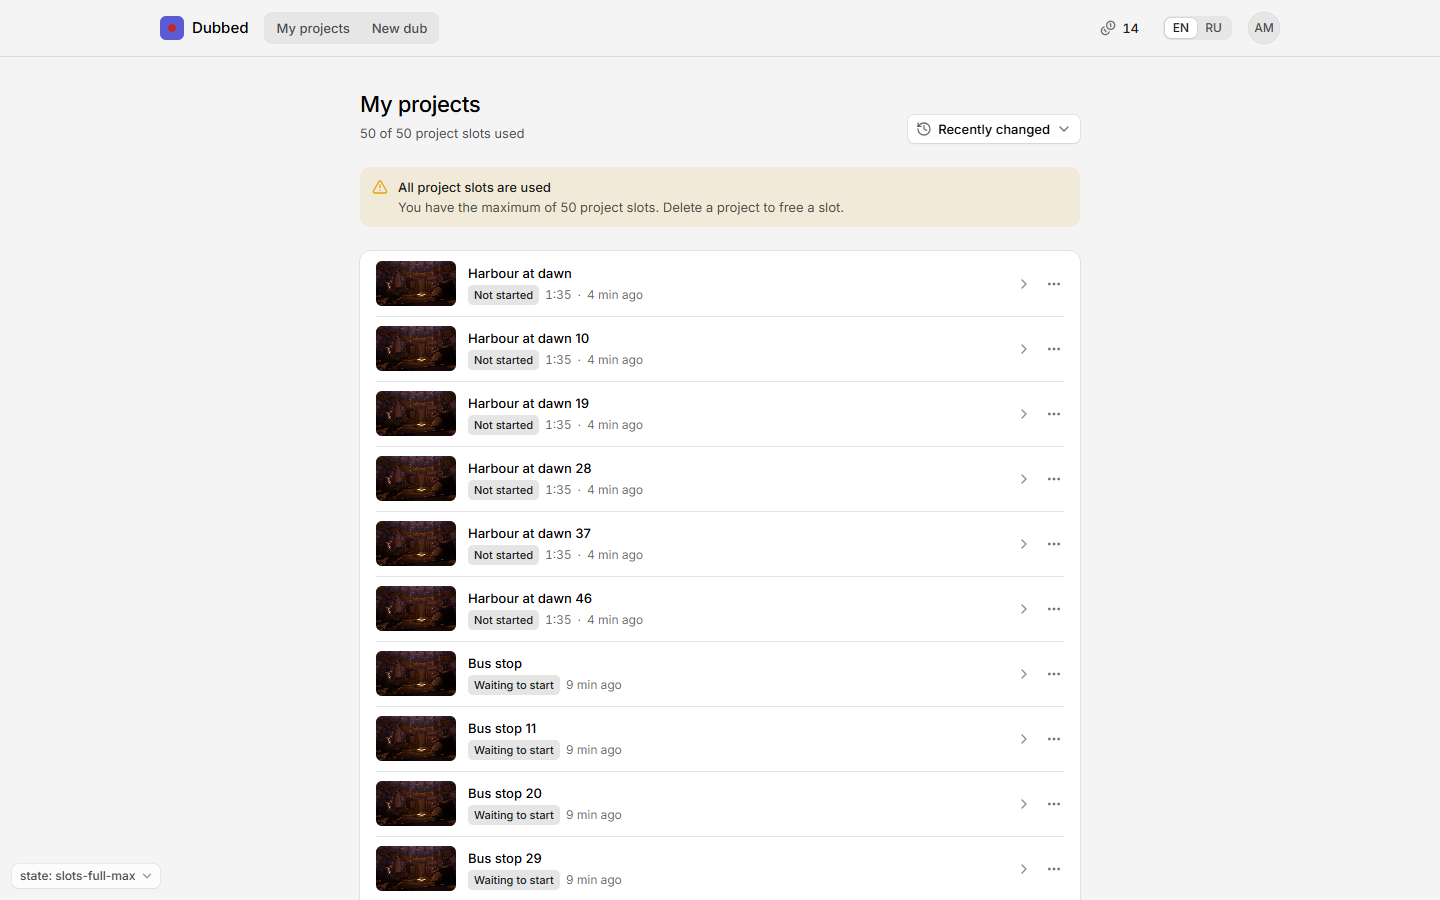 Dubbed
My projects
New dub
14
EN
RU
AM
My projects
50 of 50 project slots used
Recently changed
All project slots are used
You have the maximum of 50 project slots. Delete a project to free a slot.
Harbour at dawn
Not started 1:35 · 4 min ago
Harbour at dawn 10
Not started 1:35 · 4 min ago
Harbour at dawn 19
Not started 1:35 · 4 min ago
Harbour at dawn 28
Not started 1:35 · 4 min ago
Harbour at dawn 37
Not started 1:35 · 4 min ago
Harbour at dawn 46
Not started 1:35 · 4 min ago
Bus stop
Waiting to start 9 min ago
Bus stop 11
Waiting to start 9 min ago
Bus stop 20
Waiting to start 9 min ago
Bus stop 29
Waiting to start 9 min ago
state: slots-full-max